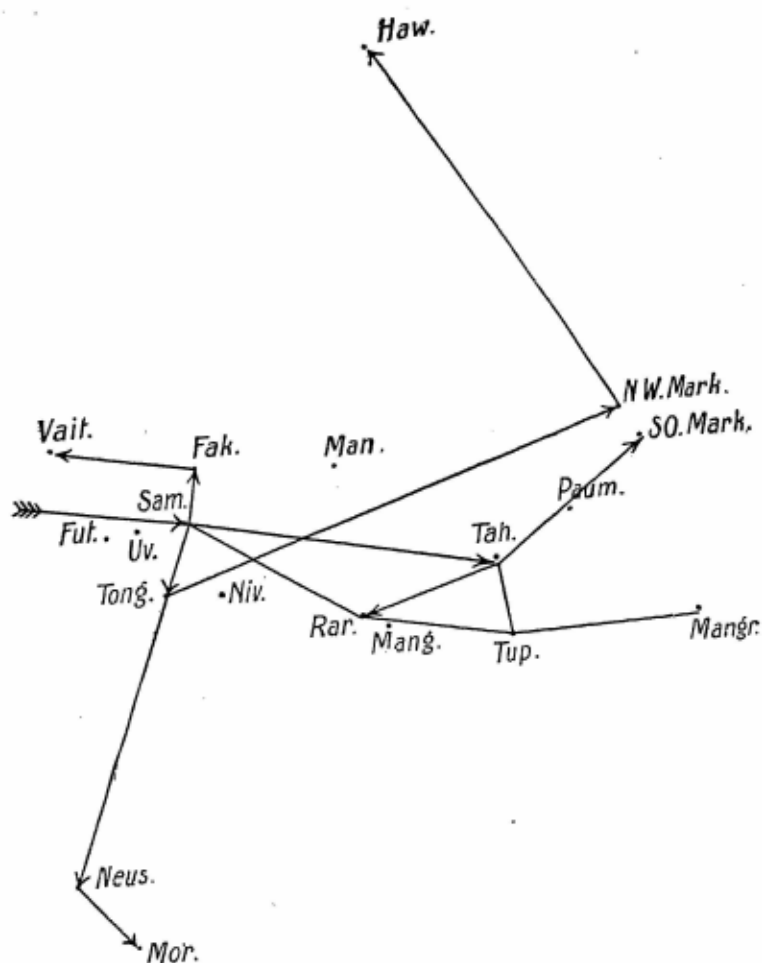 Haw.
NW. Mark.
SO. Mark.
Vait.
Fak.
Man.
Paum.
Sam.
Fut.
Uv.
Tah.
Tong.
Niv.
Rar.
Mang.
Tup.
Mangr.
Neus.
Mor.